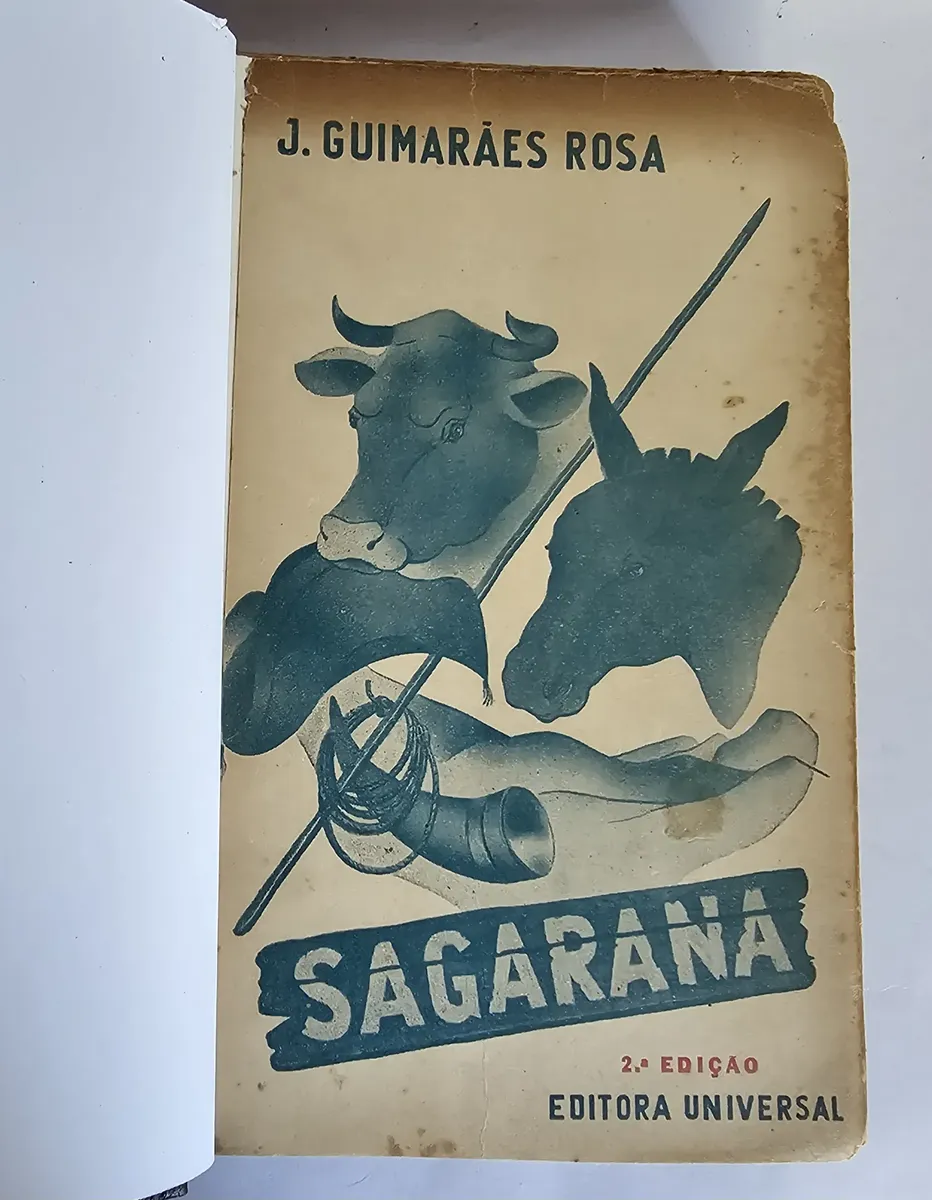 J. GUIMARÃES ROSA
SAGARANA
2.ª EDIÇÃO
EDITORA UNIVERSAL